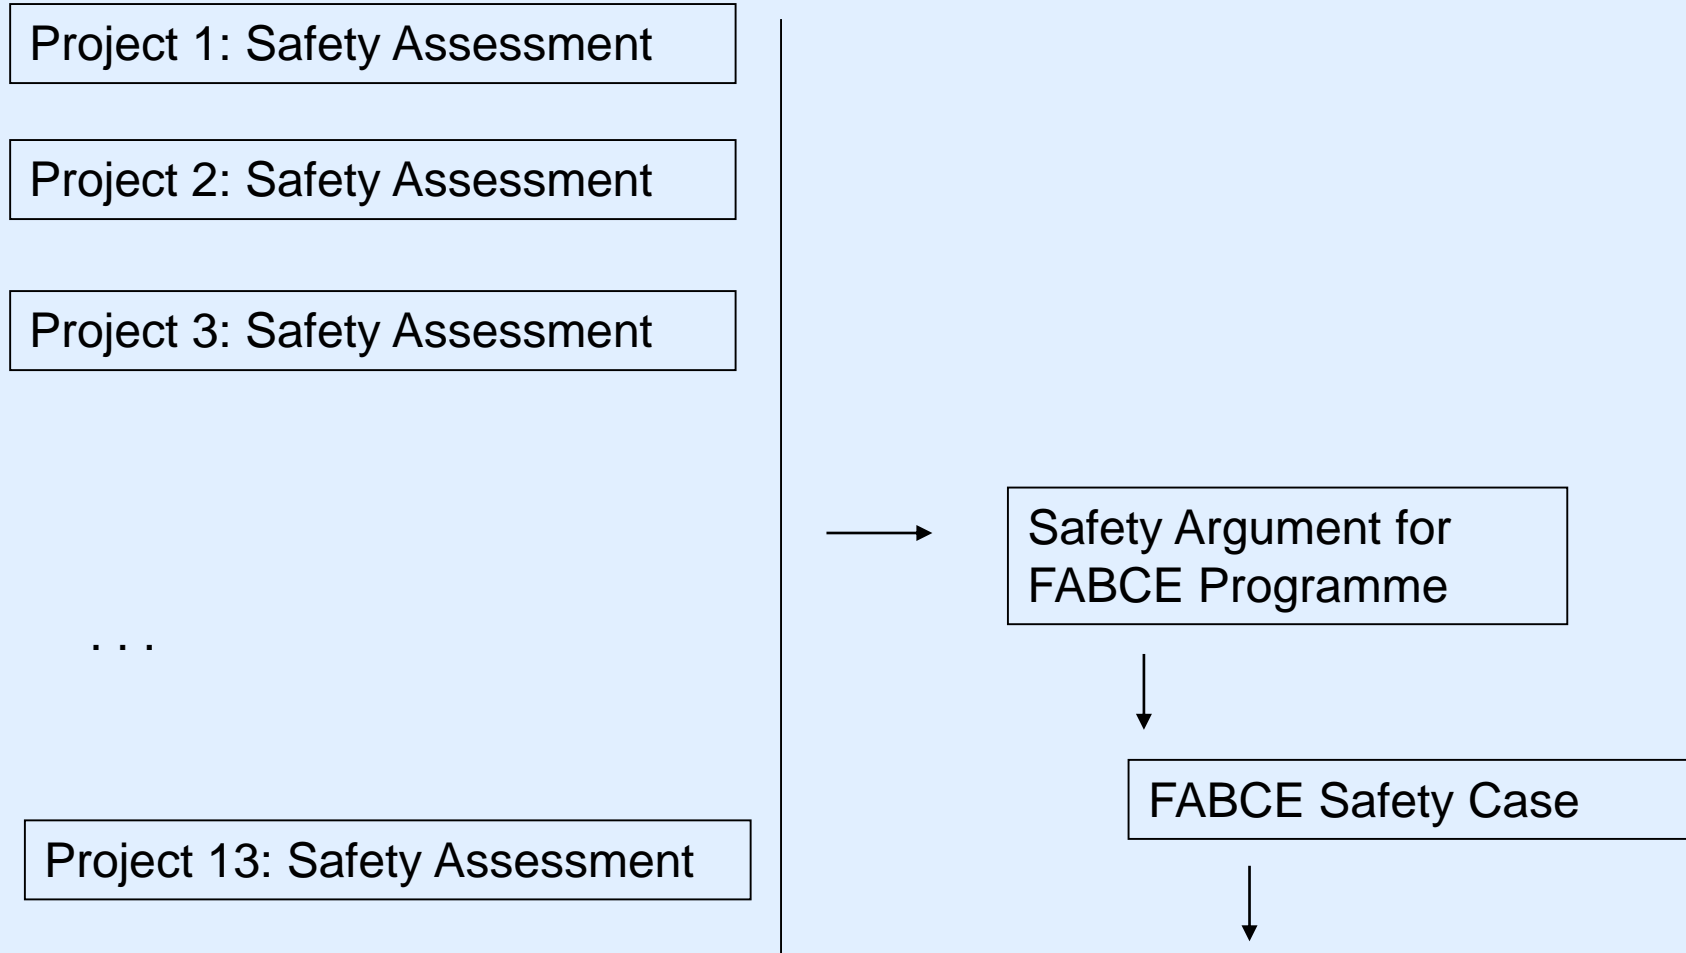 Project 1: Safety Assessment
Project 2: Safety Assessment
Project 3: Safety Assessment
. . .
Project 13: Safety Assessment
Safety Argument for
FABCE Programme
FABCE Safety Case